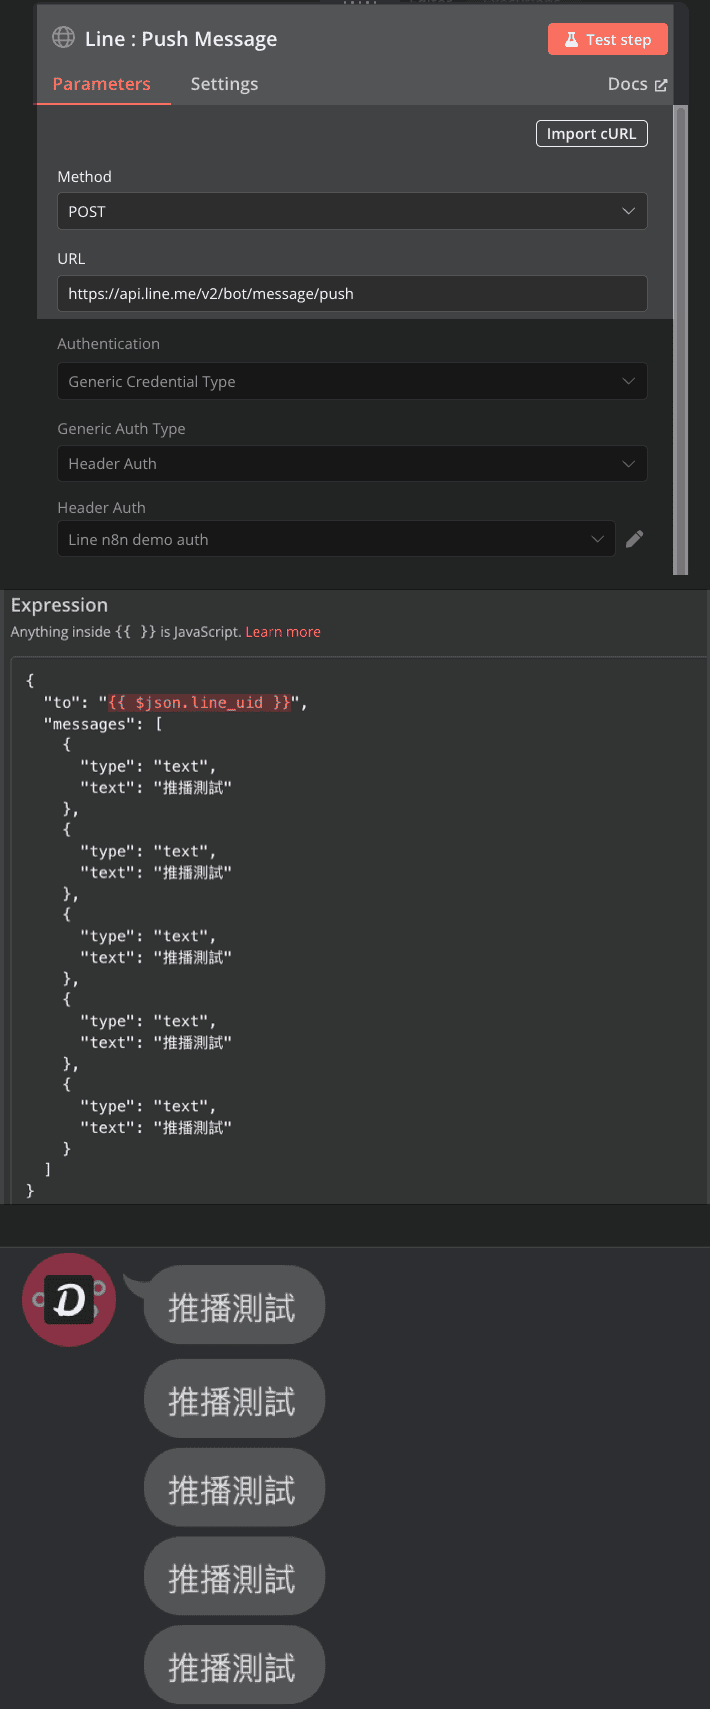 Line : Push Message
Test step
Parameters
Settings
Docs
Import cURL
Method
POST
URL
https://api.line.me/v2/bot/message/push
Authentication
Generic Credential Type
Generic Auth Type
Header Auth
Header Auth
Line n8n demo auth
Expression
Anything inside {{ }} is JavaScript. Learn more
{
"to": "{{ $json.line_uid }}",
"messages": [
{
"type": "text",
"text": "推播測試"
},
{
"type": "text",
"text": "推播測試"
},
{
"type": "text",
"text": "推播測試"
},
{
"type": "text",
"text": "推播測試"
},
{
"type": "text",
"text": "推播測試"
}
]
}
D
推播測試
推播測試
推播測試
推播測試
推播測試